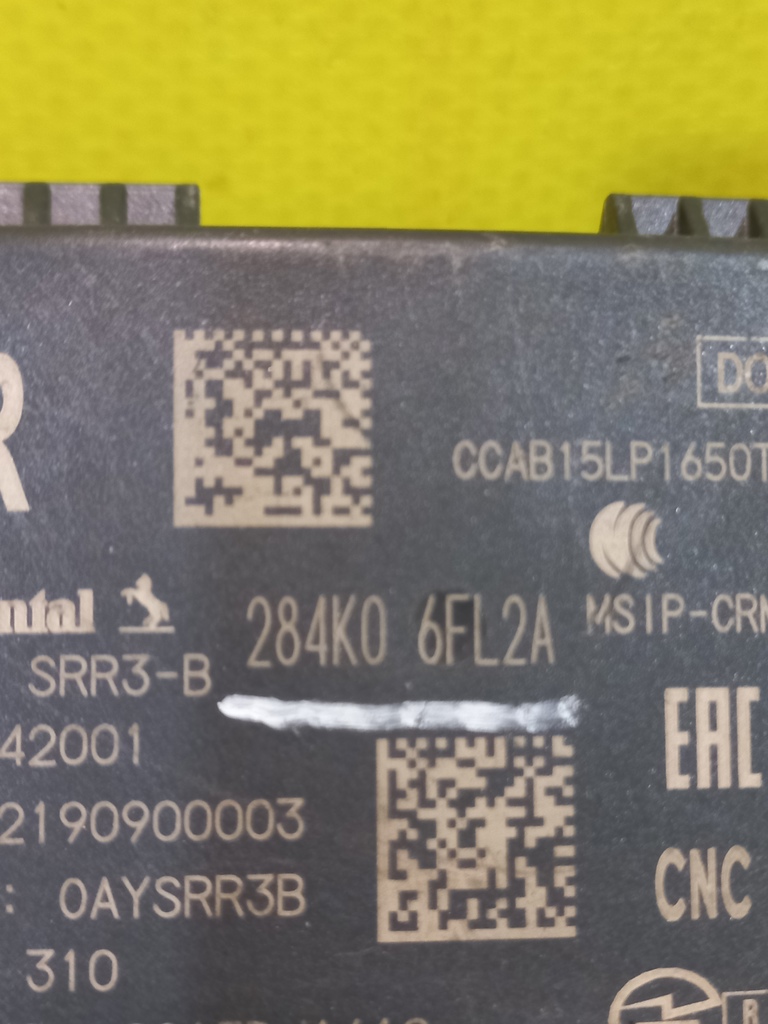 R
DO
CCAB15LP1650T
ntal
284K0 6FL2A
MSIP-CRM
SRR3-B
42001
EAC
2190900003
CNC
: 0AYSRR3B
310
R